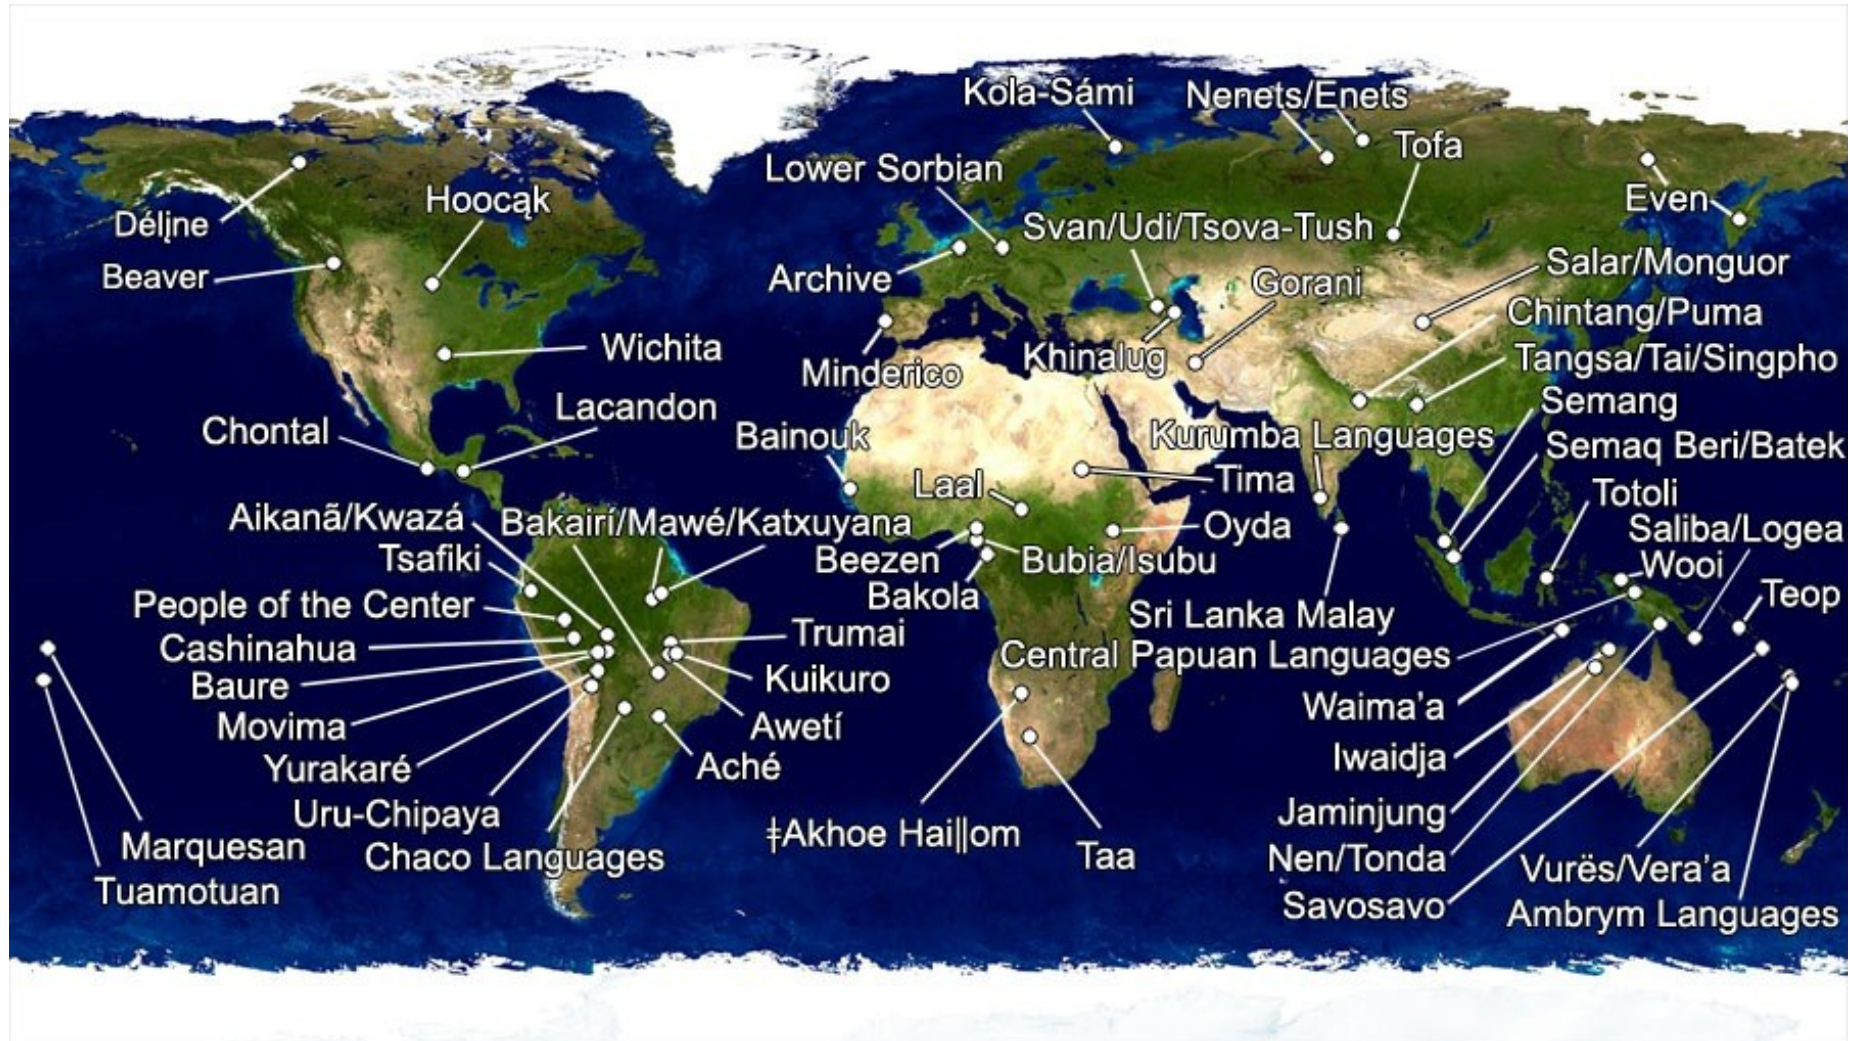 Kola-Sámi
Nenets/Enets
Tofa
Lower Sorbian
Even
Délįne
Hoocąk
Svan/Udi/Tsova-Tush
Beaver
Archive
Gorani
Salar/Monguor
Chintang/Puma
Wichita
Minderico
Khinalug
Tangsa/Tai/Singpho
Semang
Chontal
Lacandon
Bainouk
Kurumba Languages
Semaq Beri/Batek
Laal
Tima
Totoli
Aikanã/Kwazá
Bakairí/Mawé/Katxuyana
Oyda
Saliba/Logea
Tsafiki
Beezen
Bubia/Isubu
Wooi
Bakola
Teop
People of the Center
Sri Lanka Malay
Cashinahua
Trumai
Central Papuan Languages
Baure
Kuikuro
Waima’a
Movima
Awetí
Iwaidja
Yurakaré
Aché
Uru-Chipaya
Jaminjung
Marquesan
Chaco Languages
ǂAkhoe Haiǁom
Taa
Nen/Tonda
Vurës/Vera’a
Tuamotuan
Savosavo
Ambrym Languages